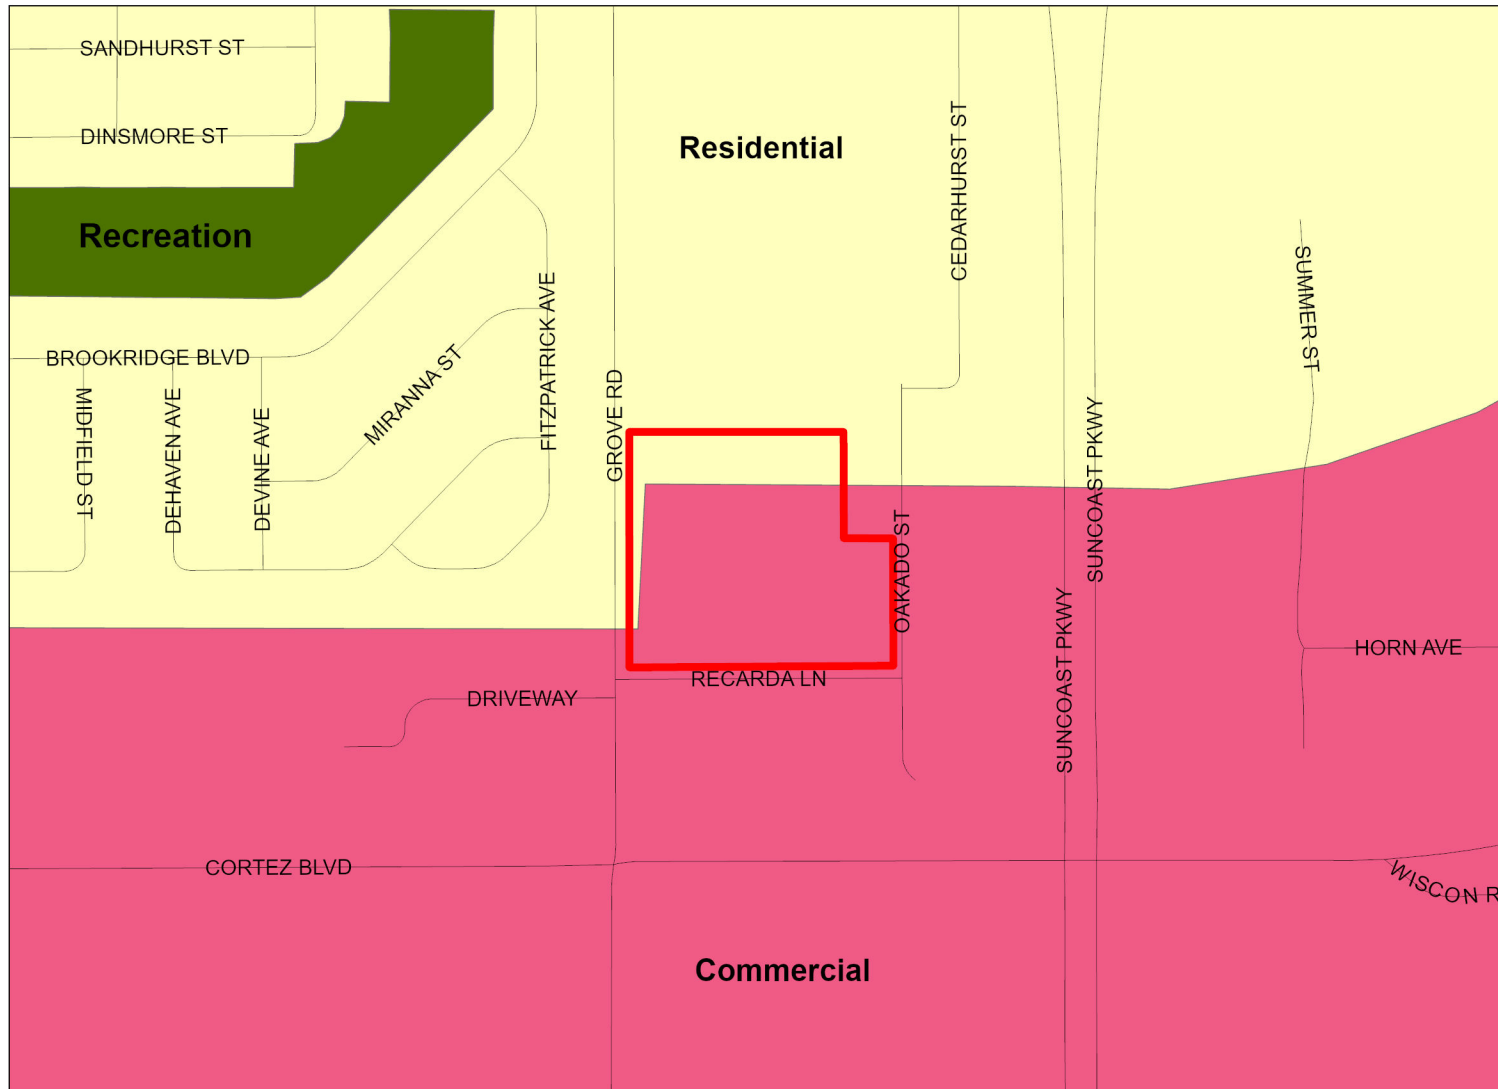 SANDHURST ST
DINSMORE ST
Residential
CEDARHURST ST
Recreation
SUMMER ST
FITZPATRICK AVE
BROOKRIDGE BLVD
MIRANNA ST
GROVE RD
MIDFIELD ST
DEHAVEN AVE
DEVINE AVE
SUNCOAST PKWY
OAKADO ST
SUNCOAST PKWY
HORN AVE
RECARDA LN
DRIVEWAY
CORTEZ BLVD
WISCON R
Commercial